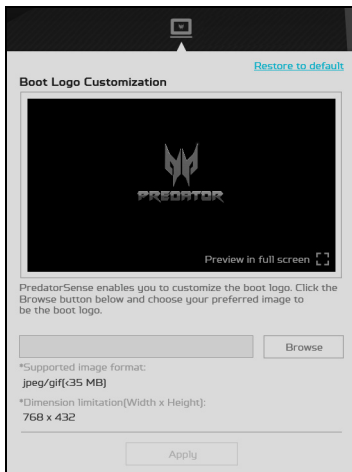 Restore to default
Boot Logo Customization
PREDATOR
Preview in full screen
PredatorSense enables you to customize the boot logo. Click the
Browse button below and choose your preferred image to
be the boot logo.
Browse
*Supported image format:
jpeg/gif(<35 MB)
*Dimension limitation(Width x Height):
768 x 432
Apply